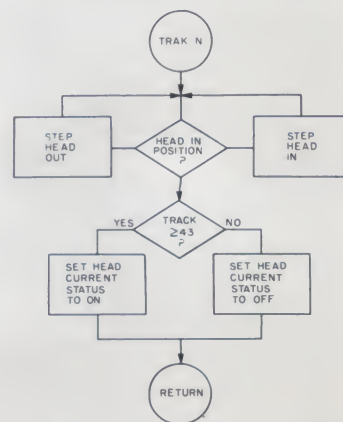 TRAK N
STEP
HEAD
OUT
HEAD IN
POSITION
?
STEP
HEAD
IN
TRACK
≥43
?
YES
NO
SET HEAD
CURRENT
STATUS
TO ON
SET HEAD
CURRENT
STATUS
TO OFF
RETURN